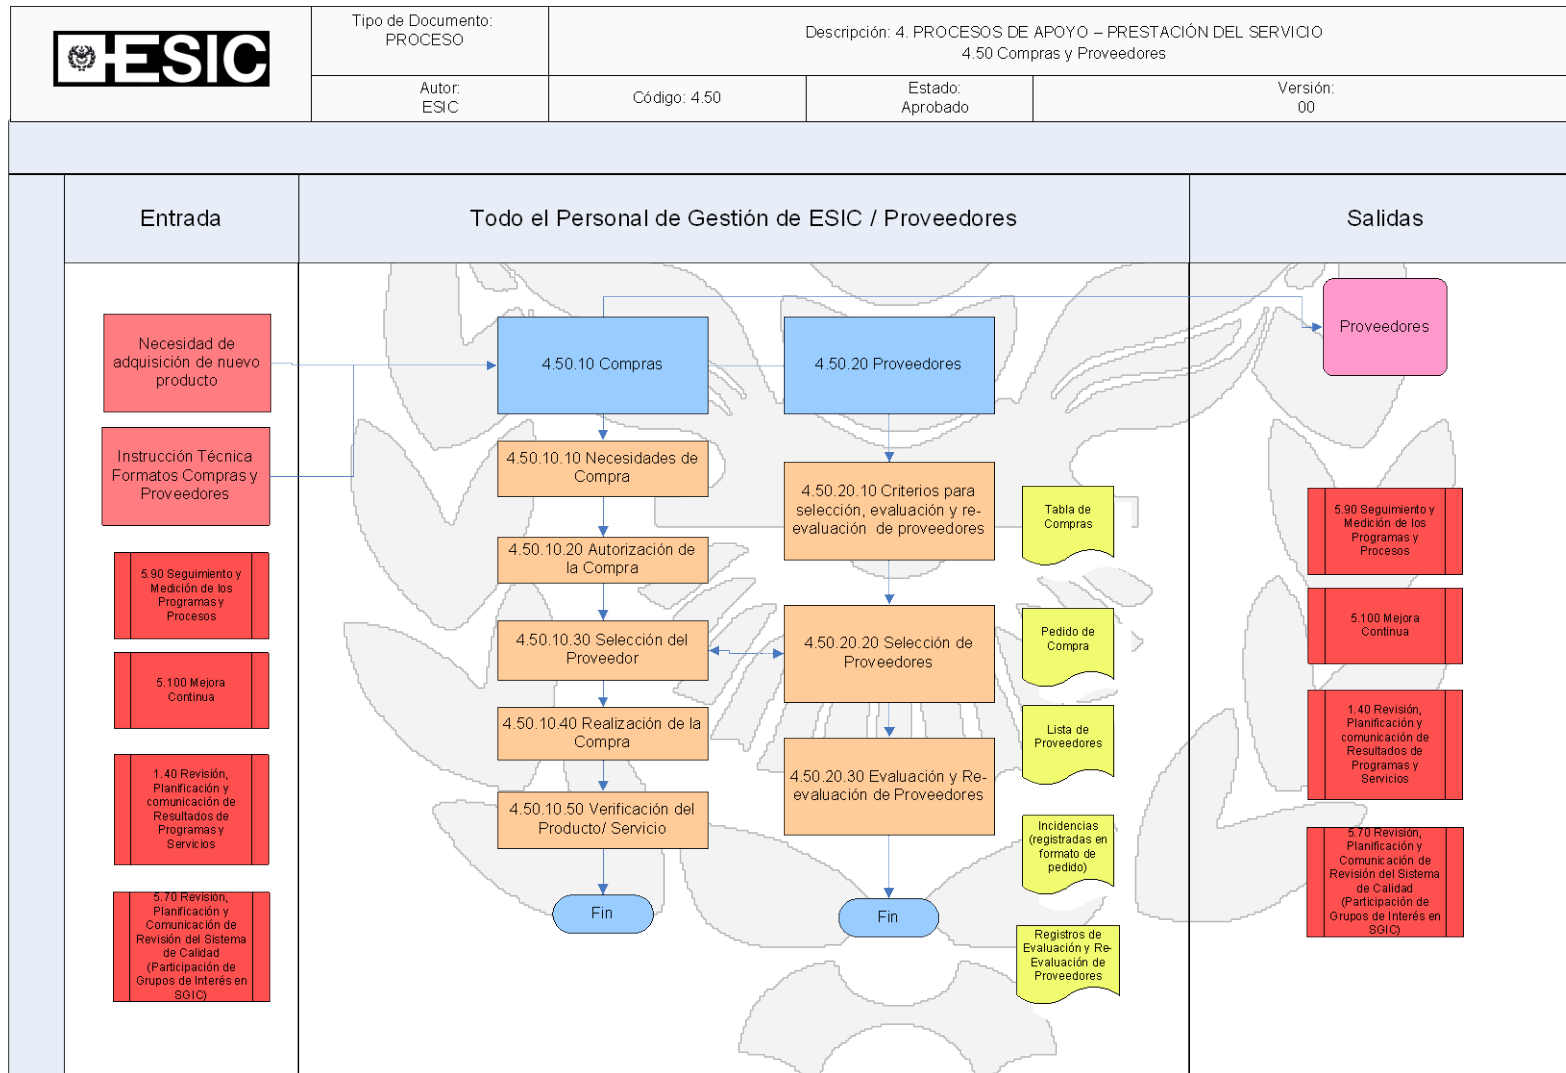 ESIC
Tipo de Documento:
PROCESO
Descripción: 4. PROCESOS DE APOYO – PRESTACIÓN DEL SERVICIO
4.50 Compras y Proveedores
Autor:
ESIC
Código: 4.50
Estado:
Aprobado
Versión:
00
Entrada
Todo el Personal de Gestión de ESIC / Proveedores
Salidas
Necesidad de
adquisición de nuevo
producto
Instrucción Técnica
Formatos Compras y
Proveedores
5.90 Seguimiento y
Medición de los
Programas y
Procesos
5.100 Mejora
Continua
1.40 Revisión,
Planificación y
comunicación de
Resultados de
Programas y
Servicios
5.70 Revisión,
Planificación y
Comunicación de
Revisión del Sistema
de Calidad
(Participación de
Grupos de Interés en
SGIC)
4.50.10 Compras
4.50.10.10 Necesidades de
Compra
4.50.10.20 Autorización de
la Compra
4.50.10.30 Selección del
Proveedor
4.50.10.40 Realización de la
Compra
4.50.10.50 Verificación del
Producto/ Servicio
Fin
4.50.20 Proveedores
4.50.20.10 Criterios para
selección, evaluación y re-
evaluación de proveedores
4.50.20.20 Selección de
Proveedores
4.50.20.30 Evaluación y Re-
evaluación de Proveedores
Fin
Tabla de
Compras
Pedido de
Compra
Lista de
Proveedores
Incidencias
(registradas en
formato de
pedido)
Registros de
Evaluación y Re-
Evaluación de
Proveedores
Proveedores
5.90 Seguimiento y
Medición de los
Programas y
Procesos
5.100 Mejora
Continua
1.40 Revisión,
Planificación y
comunicación de
Resultados de
Programas y
Servicios
5.70 Revisión,
Planificación y
Comunicación de
Revisión del Sistema
de Calidad
(Participación de
Grupos de Interés en
SGIC)